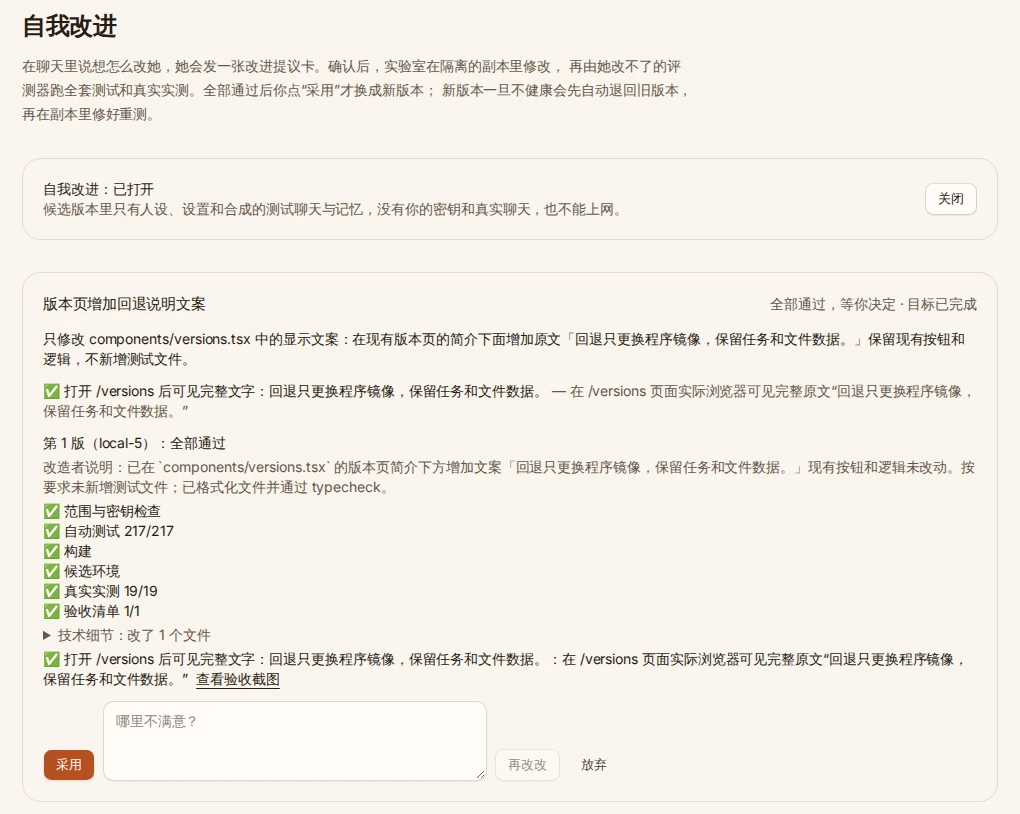 自我改进
在聊天里说想怎么改她，她会发一张改进提议卡。确认后，实验室在隔离的副本里修改， 再由她改不了的评
测器跑全套测试和真实实测。全部通过后你点“采用”才换成新版本； 新版本一旦不健康会先自动退回旧版本，
再在副本里修好重测。
自我改进：已打开
候选版本里只有人设、设置和合成的测试聊天与记忆，没有你的密钥和真实聊天，也不能上网。
关闭
版本页增加回退说明文案
全部通过，等你决定 · 目标已完成
只修改 components/versions.tsx 中的显示文案：在现有版本页的简介下面增加原文「回退只更换程序镜像，保留任务和文件数据。」保留现有按钮和
逻辑，不新增测试文件。
✅ 打开 /versions 后可见完整文字：回退只更换程序镜像，保留任务和文件数据。 — 在 /versions 页面实际浏览器可见完整原文“回退只更换程序镜像，
保留任务和文件数据。”
第 1 版（local-5）：全部通过
改造者说明：已在 `components/versions.tsx` 的版本页简介下方增加文案「回退只更换程序镜像，保留任务和文件数据。」现有按钮和逻辑未改动。按
要求未新增测试文件；已格式化文件并通过 typecheck。
✅ 范围与密钥检查
✅ 自动测试 217/217
✅ 构建
✅ 候选环境
✅ 真实实测 19/19
✅ 验收清单 1/1
▶ 技术细节：改了 1 个文件
✅ 打开 /versions 后可见完整文字：回退只更换程序镜像，保留任务和文件数据。：在 /versions 页面实际浏览器可见完整原文“回退只更换程序镜像，
保留任务和文件数据。” 查看验收截图
哪里不满意？
采用
再改改
放弃